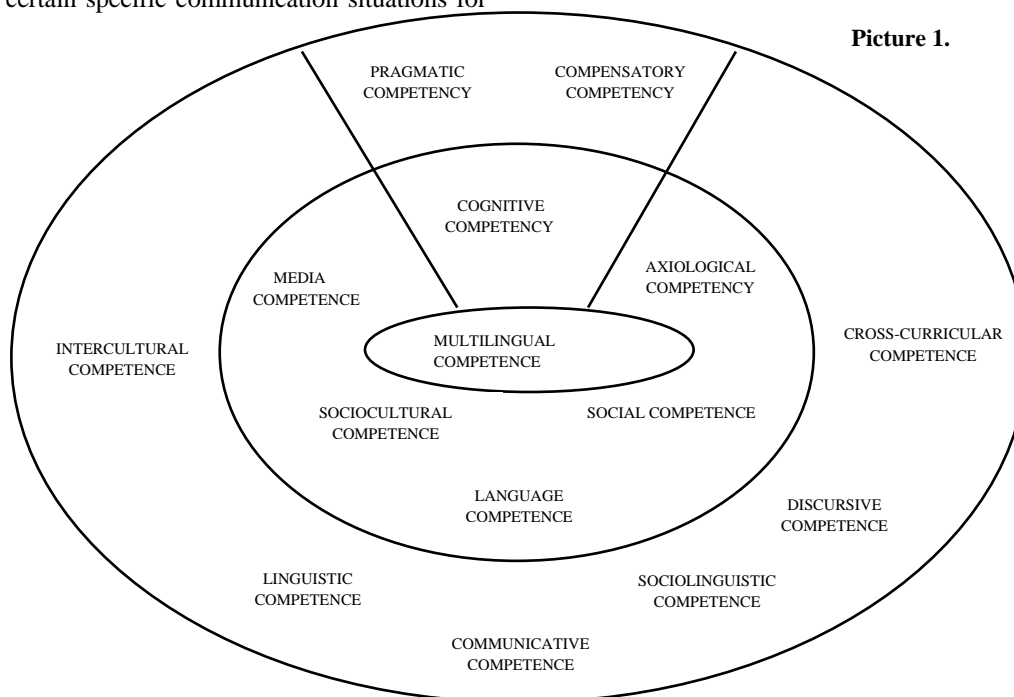 certain specific communication situations for
Picture 1.
PRAGMATIC
COMPETENCY
COMPENSATORY
COMPETENCY
COGNITIVE
COMPETENCY
MEDIA
COMPETENCE
AXIOLOGICAL
COMPETENCY
INTERCULTURAL
COMPETENCE
MULTILINGUAL
COMPETENCE
CROSS-CURRICULAR
COMPETENCE
SOCIOCULTURAL
COMPETENCE
SOCIAL COMPETENCE
LANGUAGE
COMPETENCE
DISCURSIVE
COMPETENCE
LINGUISTIC
COMPETENCE
SOCIOLINGUISTIC
COMPETENCE
COMMUNICATIVE
COMPETENCE